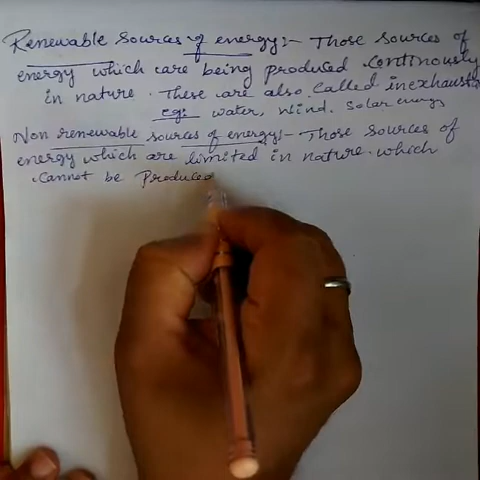 Renewable Sources of energy:- Those Sources of
energy which are being produced continously
in nature. These are also called inexhaust
eg: water, wind. Solar energy
Non renewable sources of energy:- Those Sources of
energy which are limited in nature. which
cannot be Produced